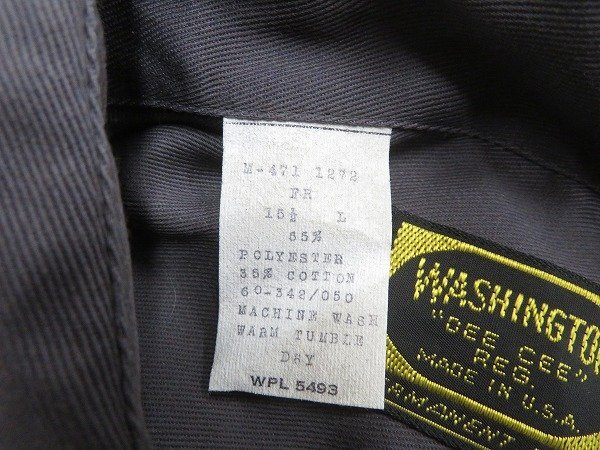 M-471 1272
FR
15½ L
65%
POLYESTER
35% COTTON
60-342/050
MACHINE WASH
WARM TUMBLE
DRY
WPL 5493
WASHINGTON
"DEE CEE"
REG.
MADE IN U.S.A.